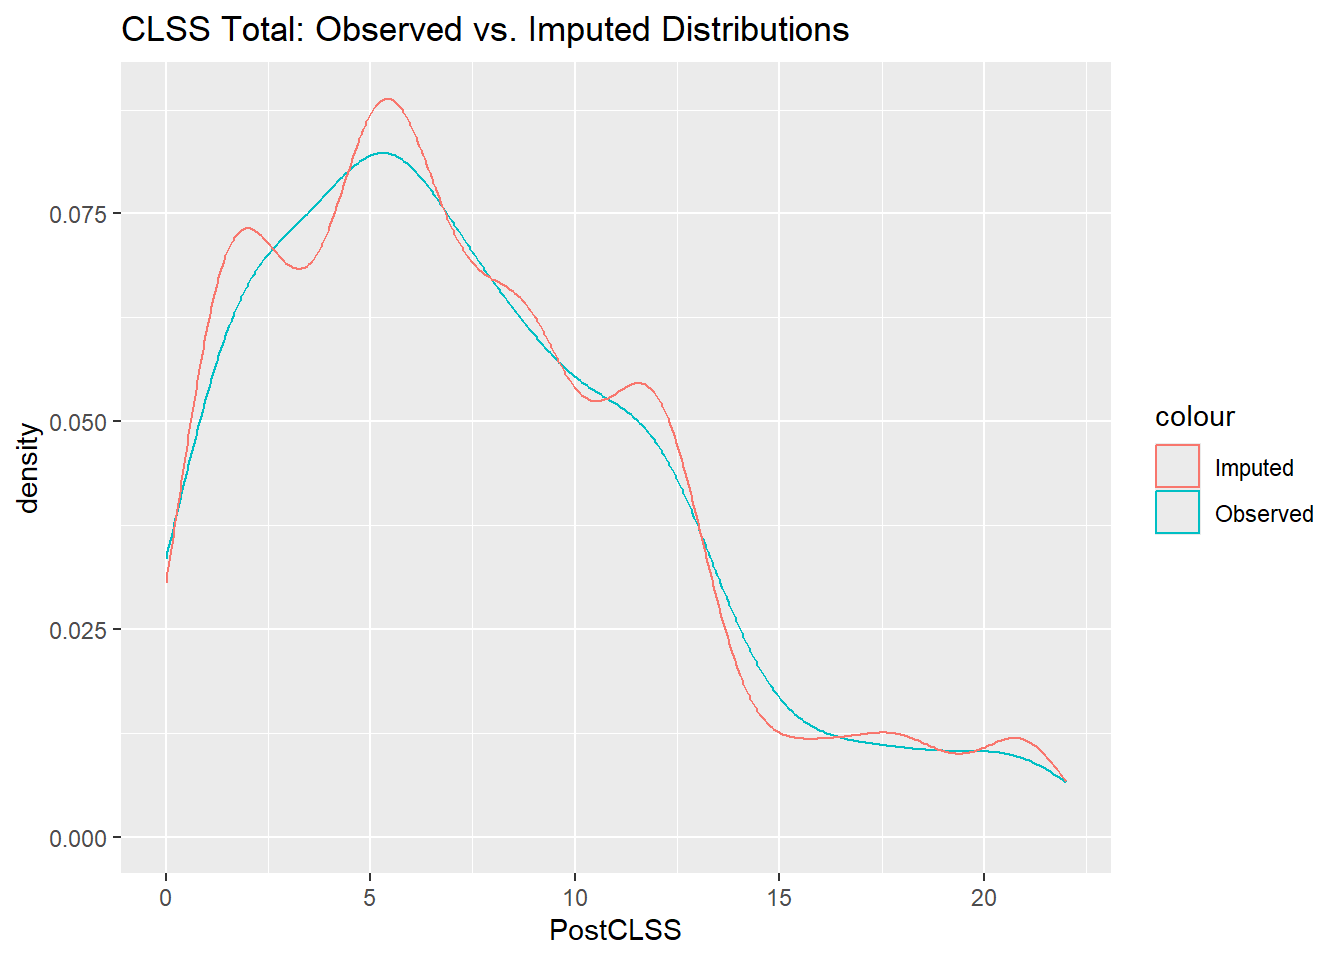 CLSS Total: Observed vs. Imputed Distributions
density
0.075
0.050
0.025
0.000
0 5 10 15 20
PostCLSS
colour
Imputed
Observed